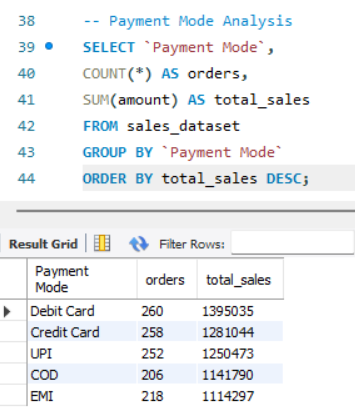 38 -- Payment Mode Analysis
39 SELECT `Payment Mode`,
40 COUNT(*) AS orders,
41 SUM(amount) AS total_sales
42 FROM sales_dataset
43 GROUP BY `Payment Mode`
44 ORDER BY total_sales DESC;
Result Grid Filter Rows:
Payment Mode orders total_sales
Debit Card 260 1395035
Credit Card 258 1281044
UPI 252 1250473
COD 206 1141790
EMI 218 1114297